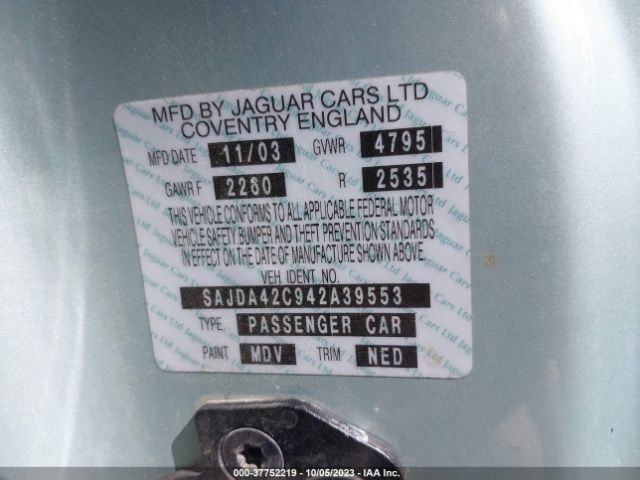 MFD BY JAGUAR CARS LTD
COVENTRY ENGLAND
MFD DATE 11/03 GVWR 4795
GAWR F 2260 R 2535
THIS VEHICLE CONFORMS TO ALL APPLICABLE FEDERAL MOTOR
VEHICLE SAFETY BUMPER AND THEFT PREVENTION STANDARDS
IN EFFECT ON THE DATE OF MANUFACTURE SHOWN ABOVE.
VEH IDENT NO.
SAJDA42C942A39553
TYPE PASSENGER CAR
PAINT MDV TRIM NED
000-37752219 - 10/05/2023 - IAA Inc.